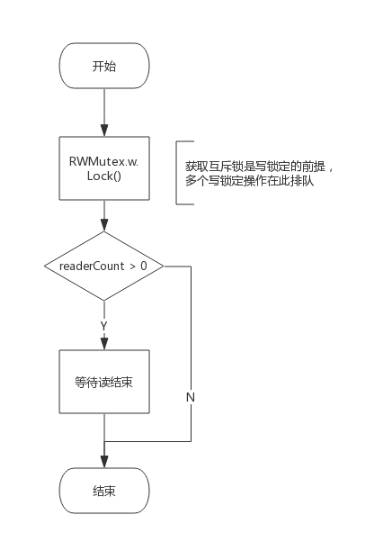 开始
RWMutex.w.
Lock()
获取互斥锁是写锁定的前提，
多个写锁定操作在此排队
readerCount > 0
Y
等待读结束
N
结束